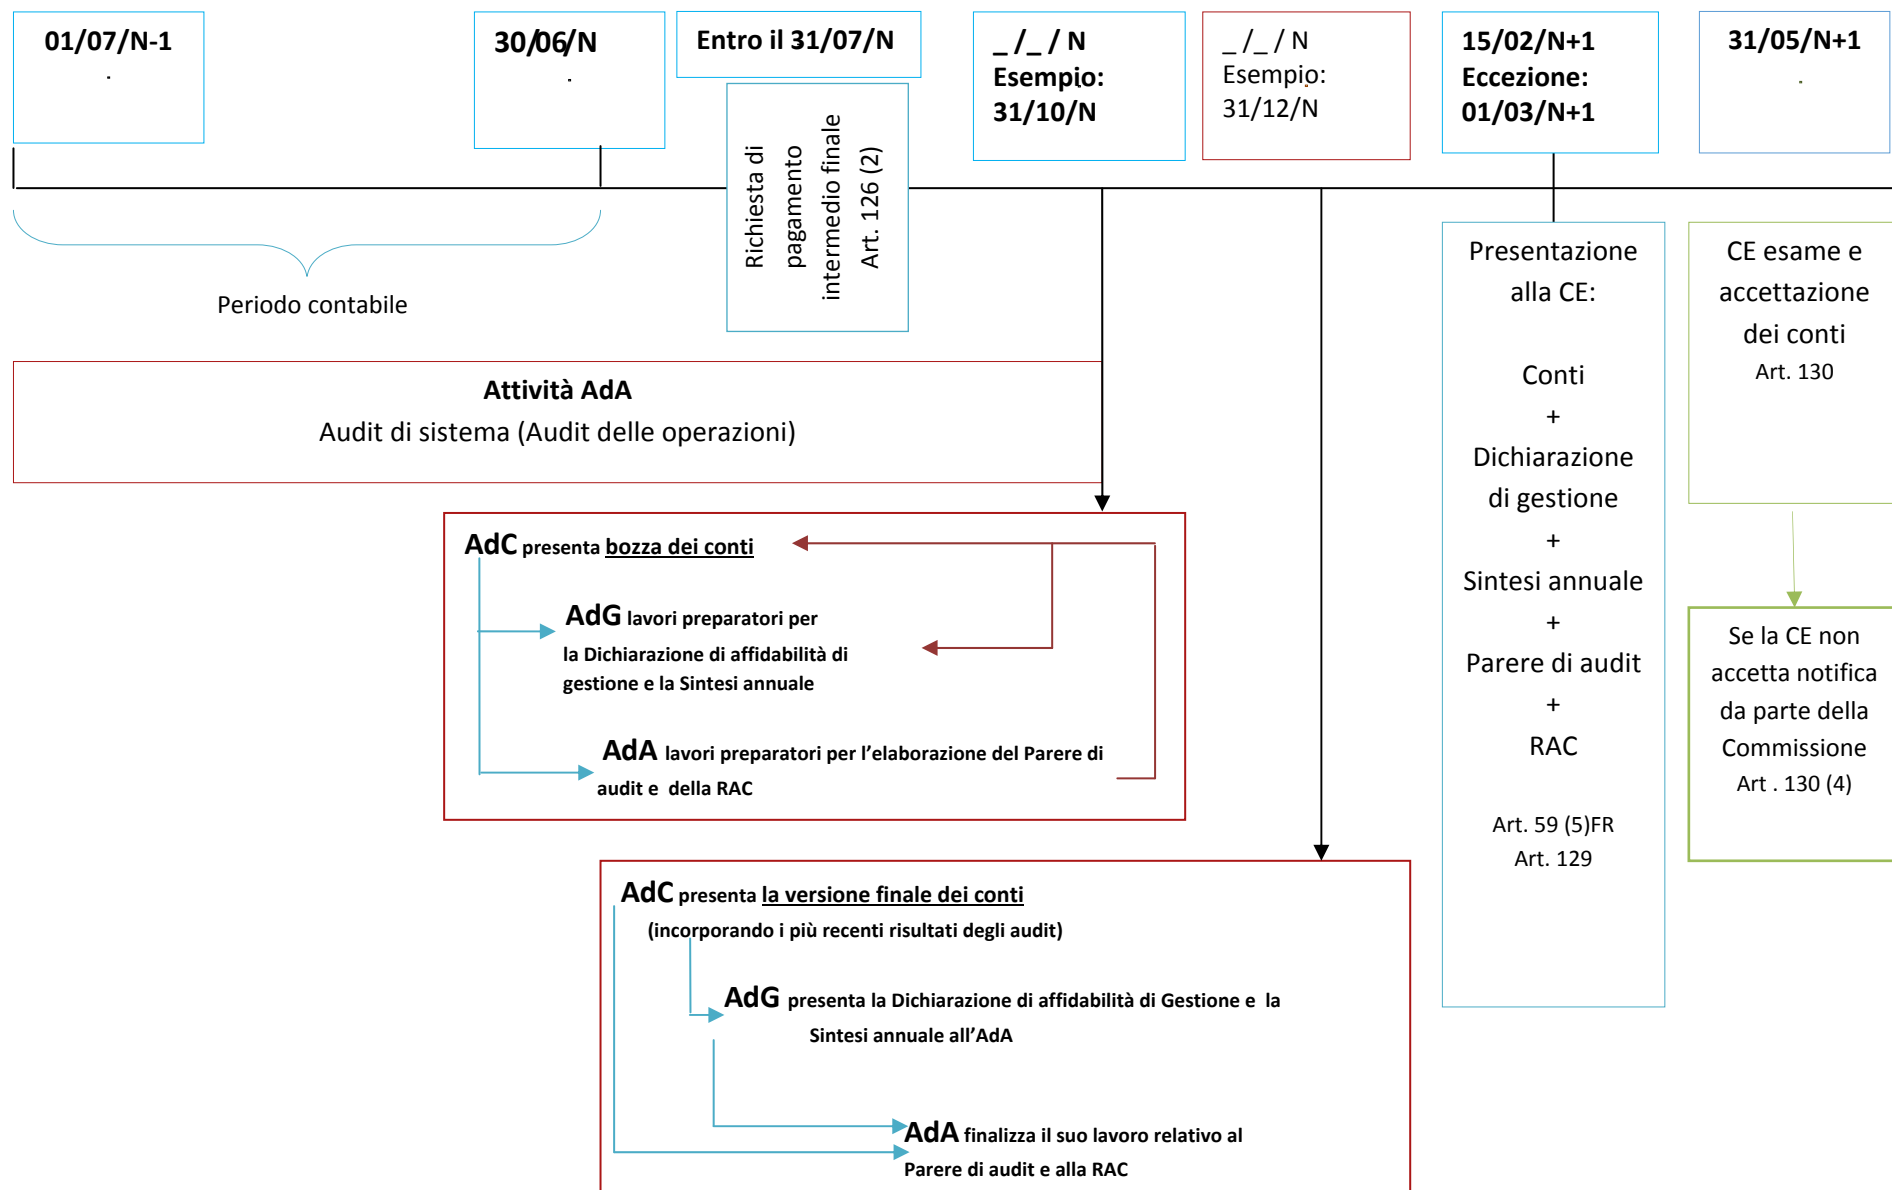 01/07/N-1
.
30/06/N
.
Entro il 31/07/N
_ /_ / N
Esempio:
31/10/N
_ /_ / N
Esempio:
31/12/N
15/02/N+1
Eccezione:
01/03/N+1
31/05/N+1
.
Richiesta di
pagamento
intermedio finale
Art. 126 (2)
Periodo contabile
Attività AdA
Audit di sistema (Audit delle operazioni)
AdC presenta bozza dei conti
AdG lavori preparatori per
la Dichiarazione di affidabilità di
gestione e la Sintesi annuale
AdA lavori preparatori per l’elaborazione del Parere di
audit e della RAC
AdC presenta la versione finale dei conti
(incorporando i più recenti risultati degli audit)
AdG presenta la Dichiarazione di affidabilità di Gestione e la
Sintesi annuale all’AdA
AdA finalizza il suo lavoro relativo al
Parere di audit e alla RAC
Presentazione
alla CE:
Conti
+
Dichiarazione
di gestione
+
Sintesi annuale
+
Parere di audit
+
RAC
Art. 59 (5)FR
Art. 129
CE esame e
accettazione
dei conti
Art. 130
Se la CE non
accetta notifica
da parte della
Commissione
Art . 130 (4)